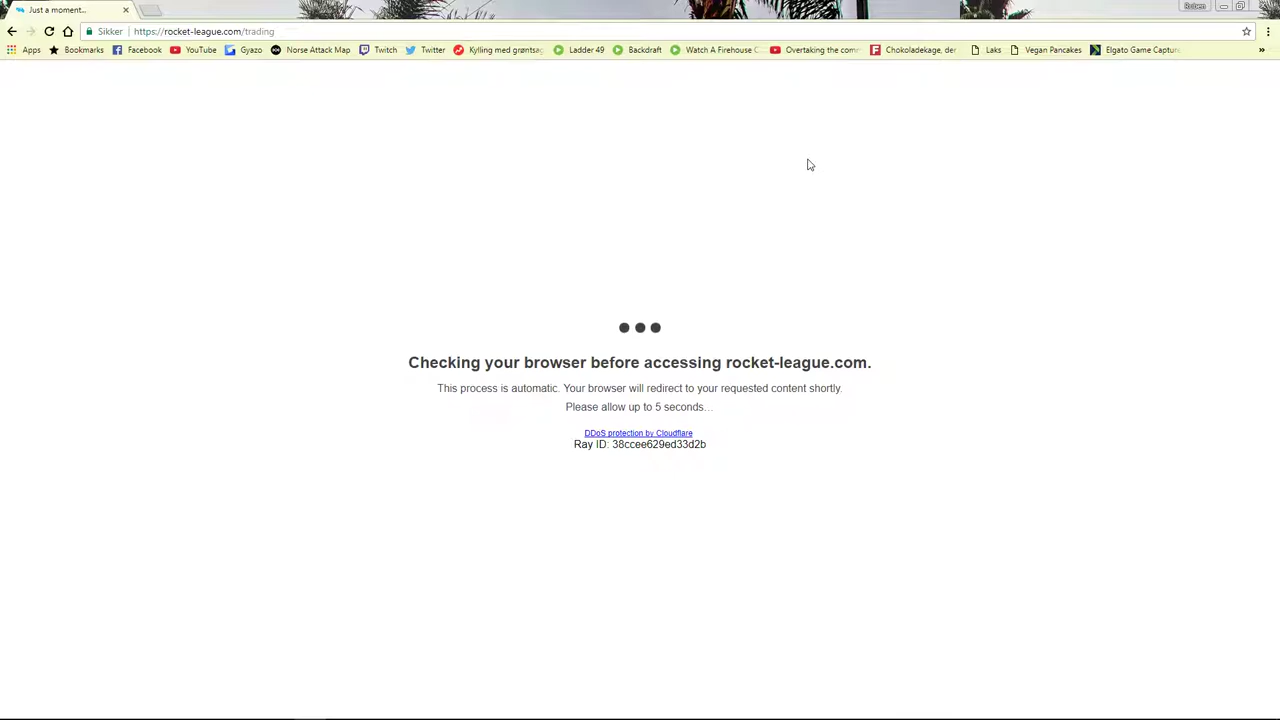 Just a moment...
Sikker
https://rocket-league.com/trading
Apps Bookmarks Facebook YouTube Gyazo Norse Attack Map Twitch Twitter Kylling med grøntsag Ladder 49 Backdraft Watch A Firehouse C Overtaking the com Chokoladekage, der Laks Vegan Pancakes Elgato Game Capture »
Checking your browser before accessing rocket-league.com.
This process is automatic. Your browser will redirect to your requested content shortly.
Please allow up to 5 seconds…
DDoS protection by Cloudflare
Ray ID: 38ccee629ed33d2b